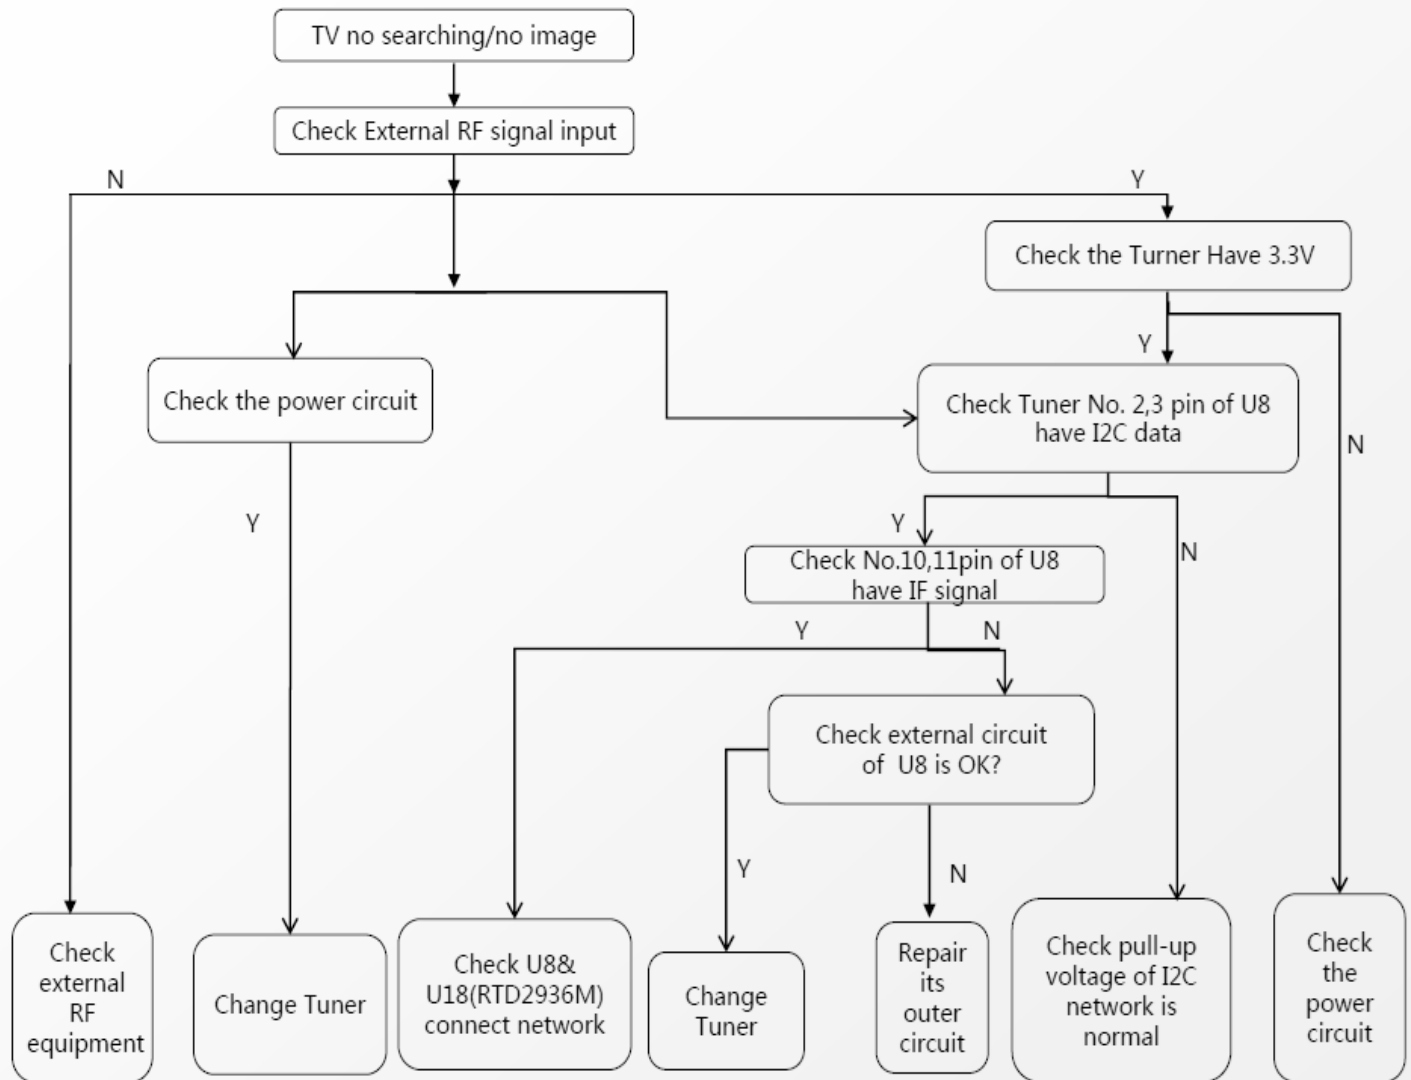 TV no searching/no image
Check External RF signal input
N
Y
Check the Turner Have 3.3V
Y
Check the power circuit
Check Tuner No. 2,3 pin of U8
have I2C data
N
Y
Y
N
Check No.10,11pin of U8
have IF signal
Y
N
Check external circuit
of U8 is OK?
Y
N
Check
external
RF
equipment
Change Tuner
Check U8&
U18(RTD2936M)
connect network
Change
Tuner
Repair
its
outer
circuit
Check pull-up
voltage of I2C
network is
normal
Check
the
power
circuit